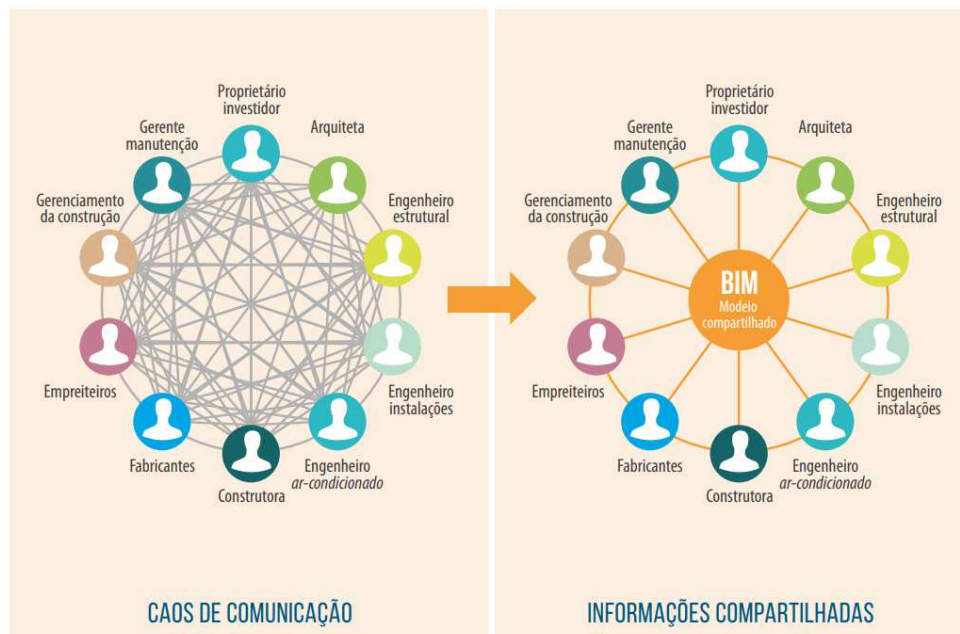 Proprietário
investidor
Gerente
manutenção
Arquiteta
Gerenciamento
da construção
Engenheiro
estrutural
Empreiteiros
Engenheiro
instalações
Fabricantes
Engenheiro
ar-condicionado
Construtora
CAOS DE COMUNICAÇÃO
Proprietário
investidor
Gerente
manutenção
Arquiteta
Gerenciamento
da construção
Engenheiro
estrutural
BIM
Modelo
compartilhado
Empreiteiros
Engenheiro
instalações
Fabricantes
Engenheiro
ar-condicionado
Construtora
INFORMAÇÕES COMPARTILHADAS